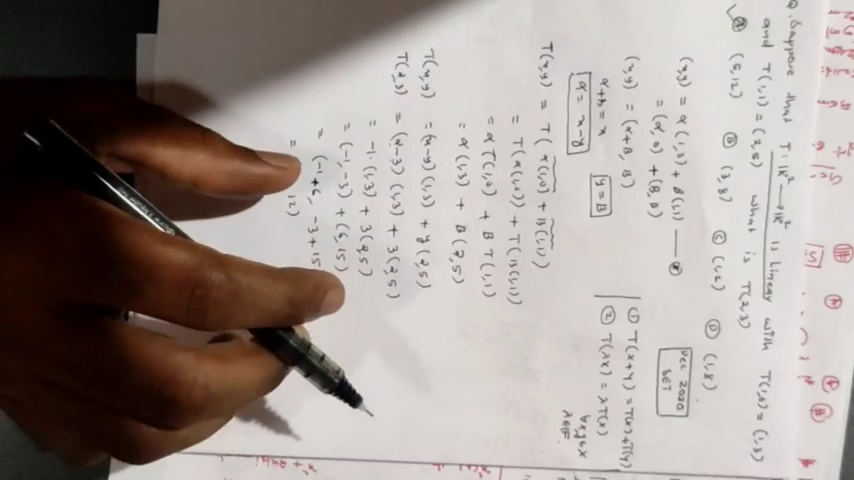 Q. Suppose that T: ℝ² → ℝ² is linear with T(1,0) = (1,3)
and T(1,1) = (2,5) what is T(2,3)
Ⓐ (5,12) Ⓑ (3,8) Ⓒ (1,2) Ⓓ (1,8)
DEC 2020
SET
(x,y) = α(1,0) + β(1,1) — ⊛
= (α,0) + (β,β)
(x,y) = (α+β, β)
α+β = x
y = β
α = x-y
① T(x+y) = T(x)+T(y)
② T(λx) = λT(x)
∀x,y∈X
λ∈F
T(x,y) = T(α(1,0) + β(1,1))
= T(α(1,0)) + T(β(1,1))
= α T(1,0) + β T(1,1)
= α(1,3) + β(2,5)
T(x,y) = (x-y)(1,3) + y(2,5)
T(2,3) = (2-3)(1,3) + 3(2,5)
= -1·(1,3) + 3(2,5)
= (-1,-3) + (6,15)
= (-1+6, -3+15
= 12)